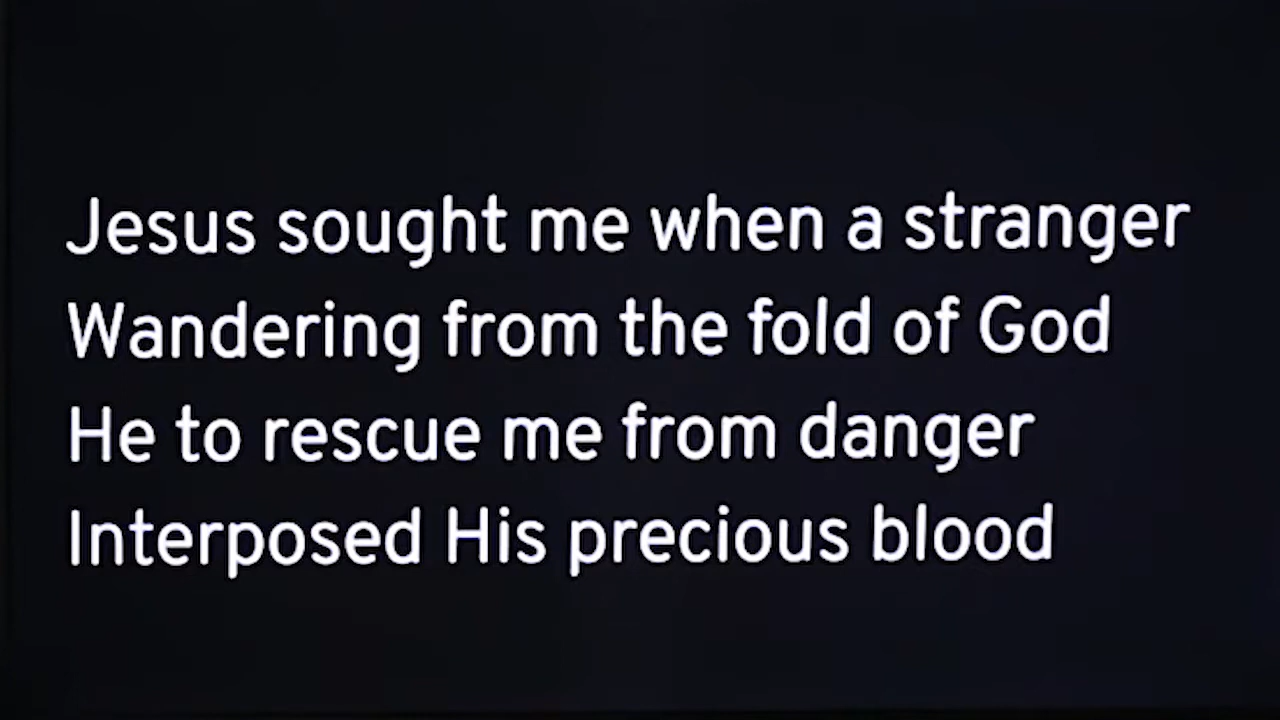 Jesus sought me when a stranger
Wandering from the fold of God
He to rescue me from danger
Interposed His precious blood